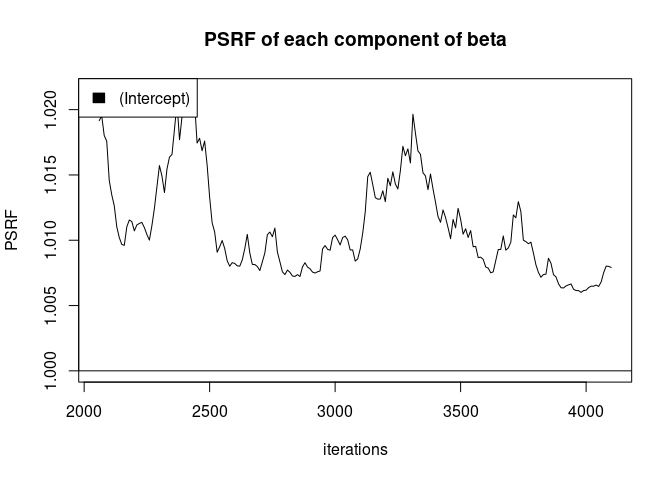 PSRF of each component of beta
(Intercept)
PSRF
1.020
1.015
1.010
1.005
1.000
2000 2500 3000 3500 4000
iterations